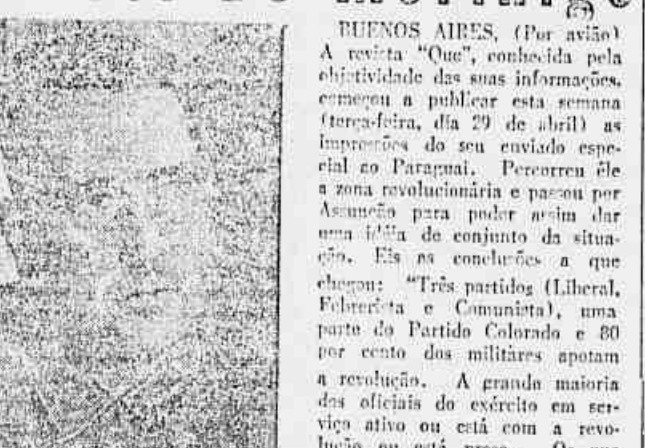 BUENOS AIRES, (Por avião)
A revista "Que", conhecida pela
objetividade das suas informações,
começou a publicar esta semana
(terça-feira, dia 29 de abril) as
impressões do seu enviado espe-
cial ao Paraguai. Percorreu êle
a zona revolucionária e passou por
Assunção para poder assim dar
uma idéia de conjunto da situa-
ção. Eis as conclusões a que
chegou: "Três partidos (Liberal,
Febrerista e Comunista), uma
parte do Partido Colorado e 80
por cento dos militares apoiam
a revolução. A grande maioria
dos oficiais do exército em ser-
viço ativo ou está com a revo-
lução ou está